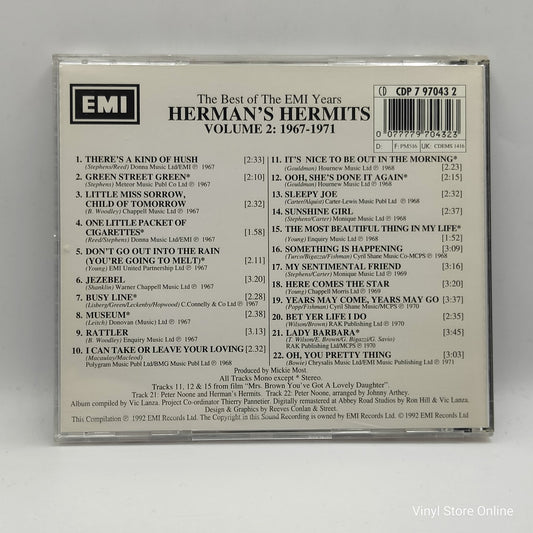 EMI
The Best of The EMI Years
HERMAN'S HERMITS
VOLUME 2: 1967-1971
CD CDP 7 97043 2
0 077779 704323
D: F: PM516 UK: CDEMS 1416
1. THERE'S A KIND OF HUSH [2:33]
(Stephens/Reed) Donna Music Ltd/EMI ℗ 1967
2. GREEN STREET GREEN* [2:10]
(Stephens) Meteor Music Publ Co Ltd ℗ 1967
3. LITTLE MISS SORROW,
CHILD OF TOMORROW [2.32]
(B. Woodley) Chappell Music Ltd ℗ 1967
4. ONE LITTLE PACKET OF
CIGARETTES* [1.58]
(Reed/Stephens) Donna Music Ltd/EMI ℗ 1967
5. DON'T GO OUT INTO THE RAIN
(YOU'RE GOING TO MELT)* [2.11]
(Young) EMI United Partnership Ltd ℗ 1967
6. JEZEBEL [3.20]
(Shanklin) Warner Chappell Music Ltd ℗ 1967
7. BUSY LINE* [2.28]
(Lisberg/Green/Leckenby/Hopwood) C.Connelly & Co Ltd ℗ 1967
8. MUSEUM* [2.38]
(Leitch) Donovan (Music) Ltd ℗ 1967
9. RATTLER [3.13]
(B. Woodley) Enquiry Music Ltd ℗ 1967
10. I CAN TAKE OR LEAVE YOUR LOVING [2.32]
(Macaulay/Macleod)
Polygram Music Publ Ltd/BMG Music Publ ℗ 1968
11. IT'S NICE TO BE OUT IN THE MORNING*
(Gouldman) Hournew Music Ltd ℗ 1968 [2.23]
12. OOH, SHE'S DONE IT AGAIN* [2:15]
(Gouldman) Hournew Music Ltd ℗ 1968
13. SLEEPY JOE [2:32]
(Carter/Alquist) Carter-Lewis Music Publ Ltd ℗ 1968
14. SUNSHINE GIRL [2:37]
(Stephens/Carter) Monique Music Ltd ℗ 1968
15. THE MOST BEAUTIFUL THING IN MY LIFE*
(Young) Enquiry Music Ltd ℗ 1968 [1:52]
16. SOMETHING IS HAPPENING [3:09]
(Turco/Bigazza/Fishman) Cyril Shane Music Co-MCPS ℗ 1968
17. MY SENTIMENTAL FRIEND [3:16]
(Stephens/Carter) Monique Music ℗ 1969
18. HERE COMES THE STAR [3:20]
(Young) Chappell Morris Ltd ℗ 1969
19. YEARS MAY COME, YEARS MAY GO [3:37]
(Popp/Fishman) Cyril Shane Music/MCPS ℗ 1970
20. BET YER LIFE I DO [2:35]
(Wilson/Brown) RAK Publishing Ltd ℗ 1970
21. LADY BARBARA* [3:45]
(T. Wilson/E. Brown/G. Bigazzi/G. Savio)
RAK Publishing Ltd/MCPS ℗ 1970
22. OH, YOU PRETTY THING [3:03]
(Bowie) Chrysalis Music Ltd/EMI Music Publishing ℗ 1971
Produced by Mickie Most.
All Tracks Mono except * Stereo.
Tracks 11, 12 & 15 from film "Mrs. Brown You've Got A Lovely Daughter".
Track 21: Peter Noone and Herman's Hermits. Track 22: Peter Noone, arranged by Johnny Arthey.
Album compiled by Vic Lanza. Project Co-ordinator Thierry Pannetier. Digitally remastered at Abbey Road Studios by Ron Hill & Vic Lanza.
Design & Graphics by Reeves Conlan & Street.
This Compilation ℗ 1992 EMI Records Ltd. The Copyright in this Sound Recording is owned by EMI Records Ltd. © 1992 EMI Records Ltd.
Vinyl Store Online